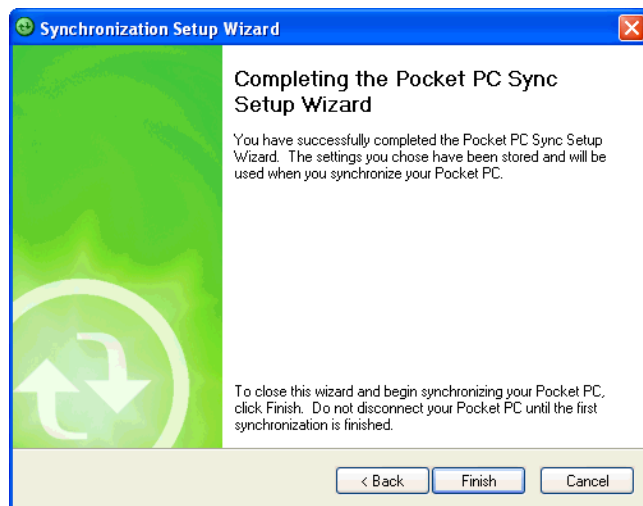 Synchronization Setup Wizard
Completing the Pocket PC Sync
Setup Wizard
You have successfully completed the Pocket PC Sync Setup
Wizard.  The settings you chose have been stored and will be
used when you synchronize your Pocket PC.
To close this wizard and begin synchronizing your Pocket PC,
click Finish.  Do not disconnect your Pocket PC until the first
synchronization is finished.
< Back Finish Cancel